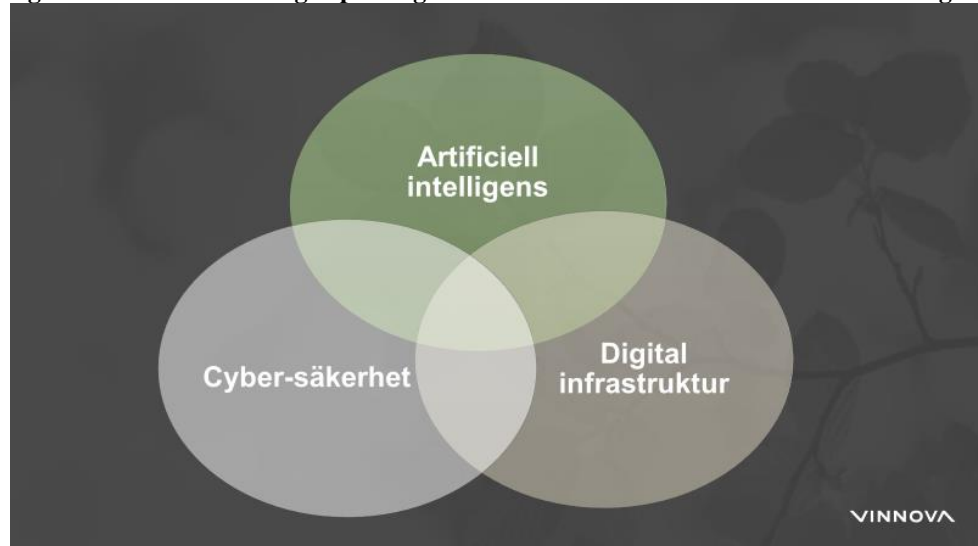 Artificiell
intelligens
Cyber-säkerhet
Digital
infrastruktur
VINNOVA